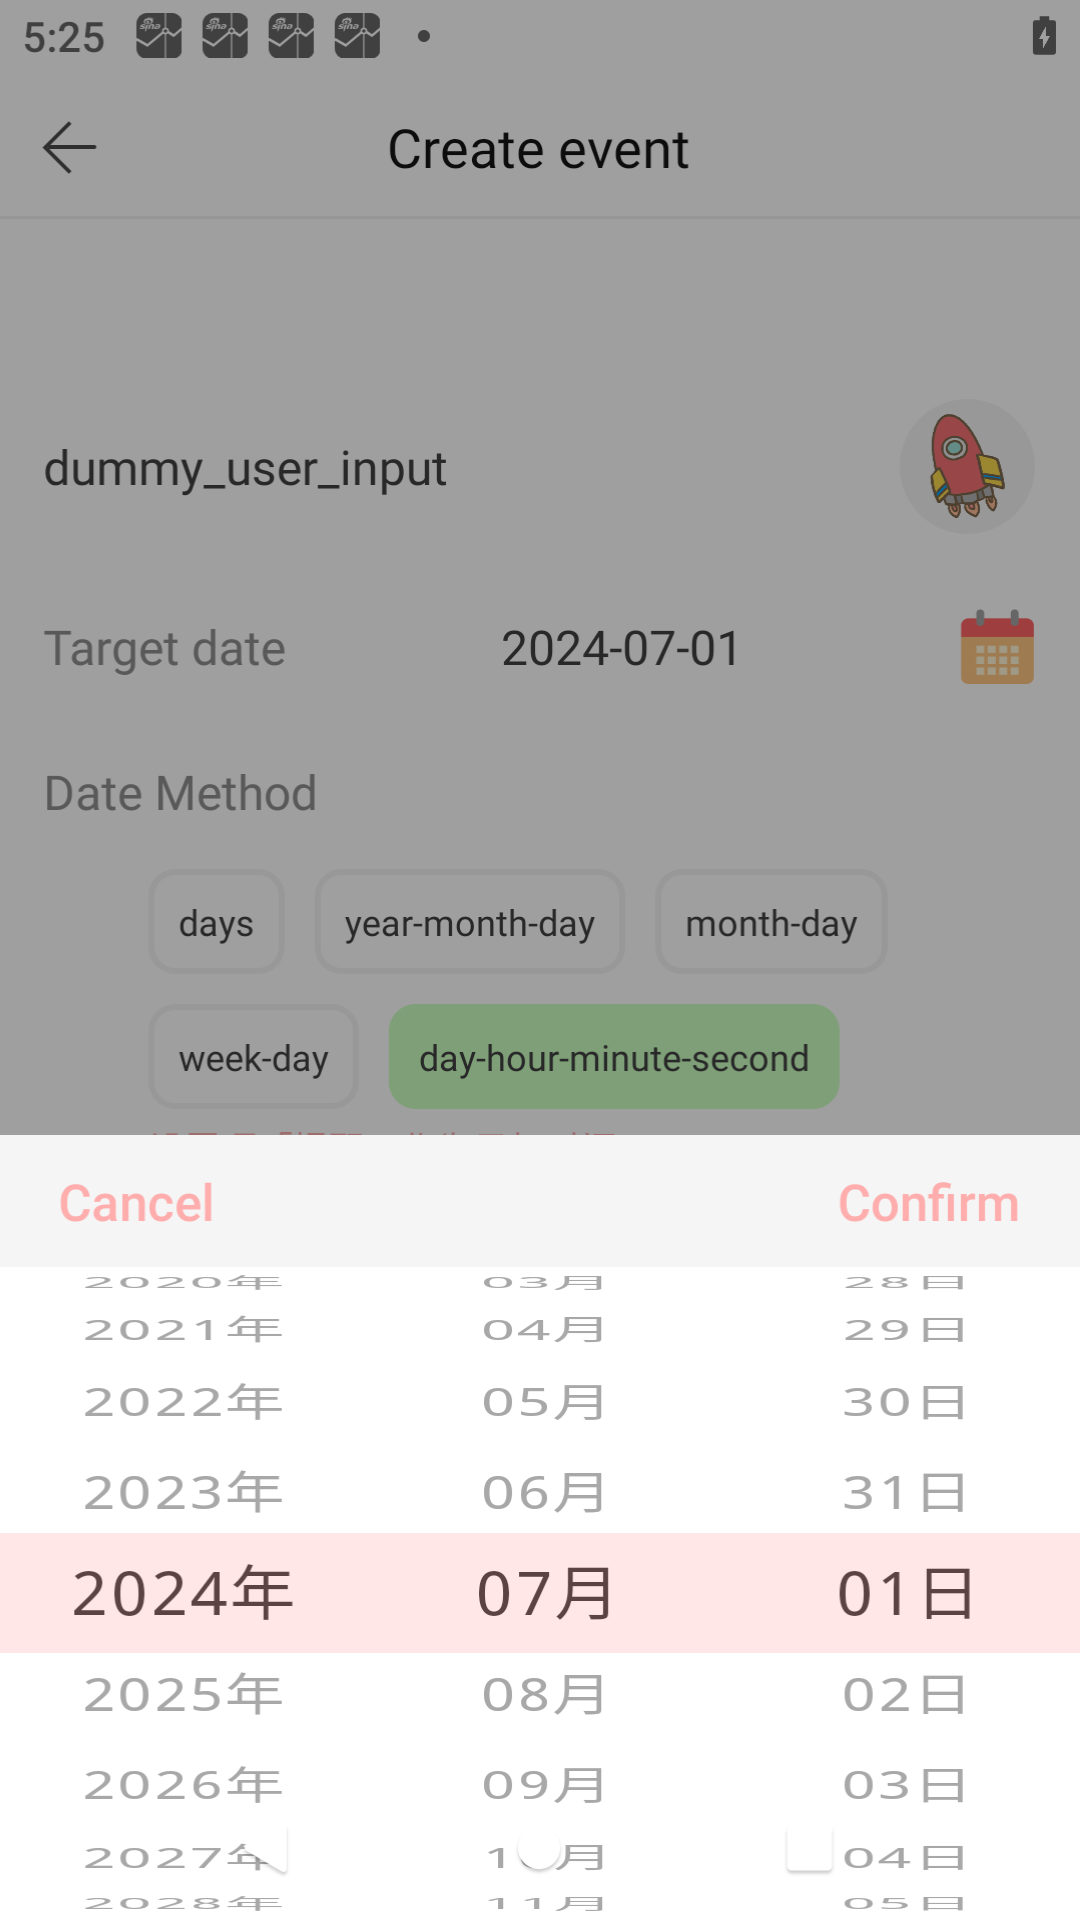 5:25
Create event
dummy_user_input
Target date 2024-07-01
Date Method
days year-month-day month-day
week-day day-hour-minute-second
Cancel Confirm
2020年 03月 28日
2021年 04月 29日
2022年 05月 30日
2023年 06月 31日
2024年 07月 01日
2025年 08月 02日
2026年 09月 03日
2027年 10月 04日
2028年 11月 05日